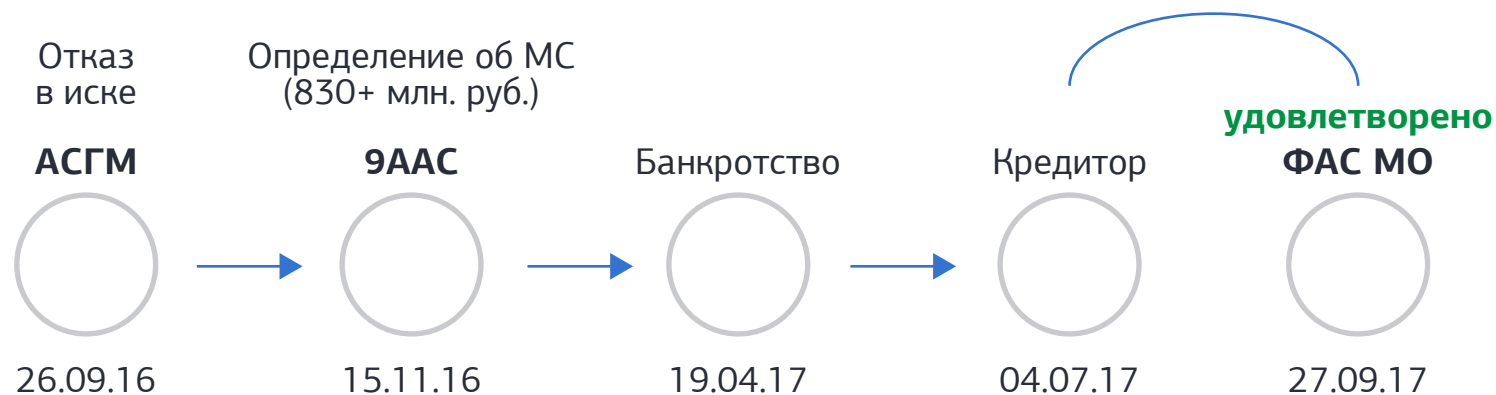 Отказ
в иске
АСГМ
26.09.16
Определение об МС
(830+ млн. руб.)
9ААС
15.11.16
Банкротство
19.04.17
Кредитор
04.07.17
удовлетворено
ФАС МО
27.09.17